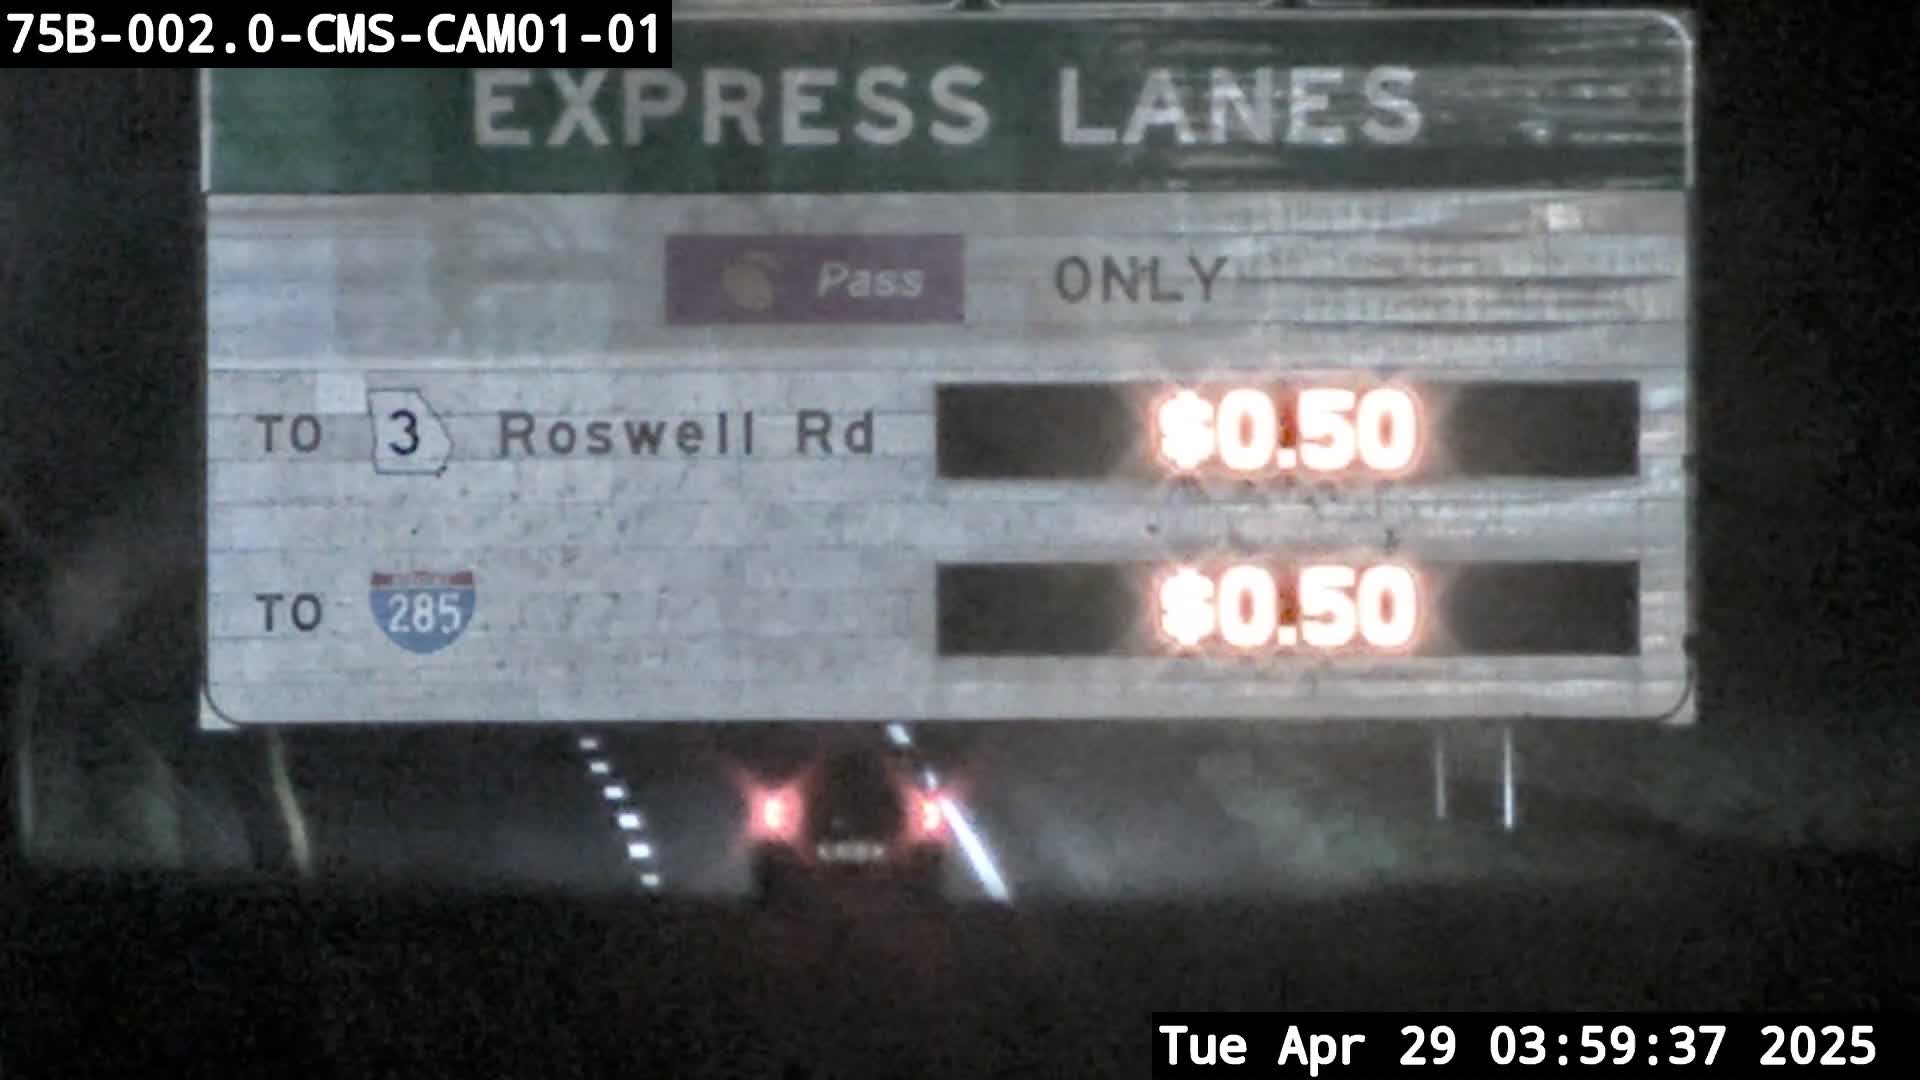 75B-002.0-CMS-CAM01-01
EXPRESS LANES
Pass ONLY
TO 3 Roswell Rd $0.50
TO 285 $0.50
Tue Apr 29 03:59:37 2025